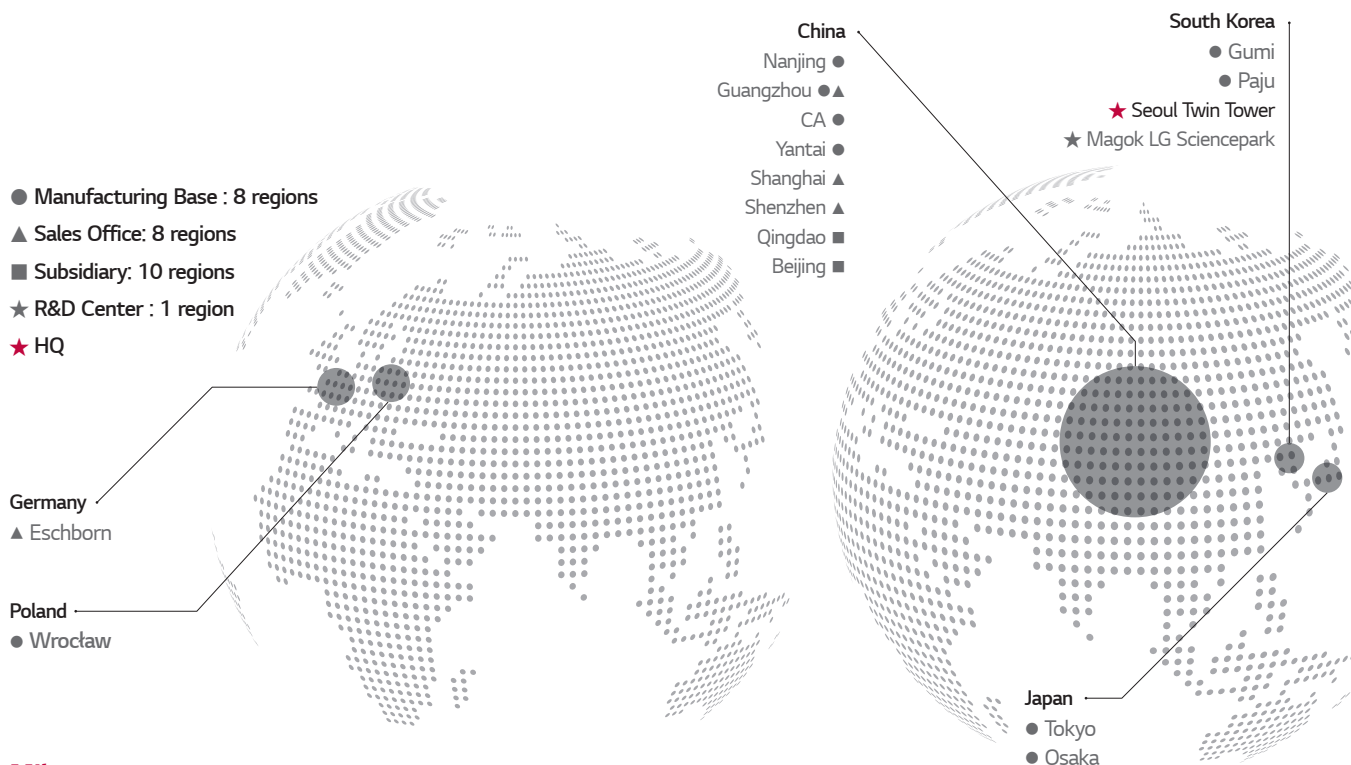 Manufacturing Base : 8 regions
Sales Office: 8 regions
Subsidiary: 10 regions
R&D Center : 1 region
HQ
Germany
Eschborn
Poland
Wrocław
China
Nanjing
Guangzhou
CA
Yantai
Shanghai
Shenzhen
Qingdao
Beijing
South Korea
Gumi
Paju
Seoul Twin Tower
Magok LG Sciencepark
Japan
Tokyo
Osaka